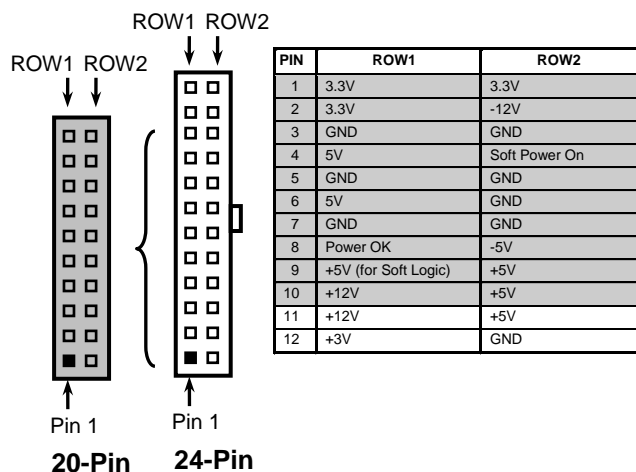 ROW1 ROW2
ROW1 ROW2
Pin 1
Pin 1
20-Pin
24-Pin
PIN ROW1 ROW2
1 3.3V 3.3V
2 3.3V -12V
3 GND GND
4 5V Soft Power On
5 GND GND
6 5V GND
7 GND GND
8 Power OK -5V
9 +5V (for Soft Logic) +5V
10 +12V +5V
11 +12V +5V
12 +3V GND